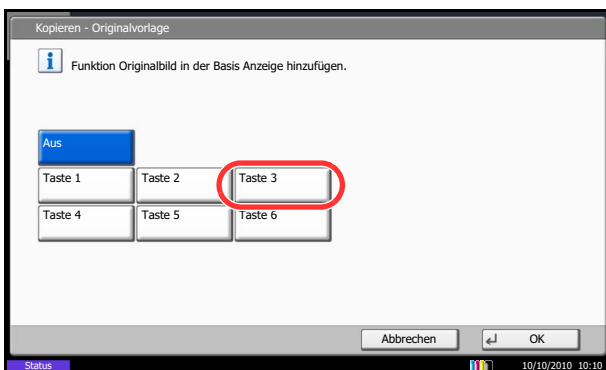 Kopieren - Originalvorlage
Funktion Originalbild in der Basis Anzeige hinzufügen.
Aus
Taste 1 Taste 2 Taste 3
Taste 4 Taste 5 Taste 6
Abbrechen OK
Status 10/10/2010 10:10